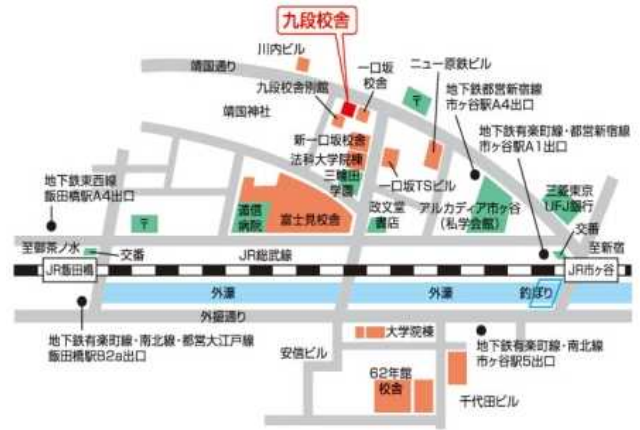 九段校舎
川内ビル
靖国通り
一口坂
校舎
ニュー原鉄ビル
九段校舎別館
靖国神社
〒
地下鉄都営新宿線
市ヶ谷駅A4出口
新一口坂校舎
法科大学院棟
三輪田
学園
地下鉄有楽町線・都営新宿線
市ヶ谷駅A1出口
地下鉄東西線
飯田橋駅A4出口
一口坂TSビル
〒
逓信
病院
富士見校舎
政文堂
書店
アルカディア市ヶ谷
(私学会館)
三菱東京
UFJ銀行
至御茶ノ水
交番
JR総武線
交番
至新宿
JR飯田橋
JR市ヶ谷
外濠
外濠
釣ぼり
外堀通り
地下鉄有楽町線・南北線・都営大江戸線
飯田橋駅B2a出口
大学院棟
安信ビル
地下鉄有楽町線・南北線
市ヶ谷駅5出口
62年館
校舎
千代田ビル